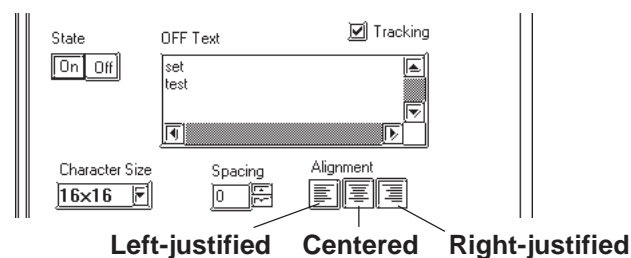 State OFF Text Tracking
On Off set
test
Character Size Spacing Alignment
16x16 0
Left-justified Centered Right-justified